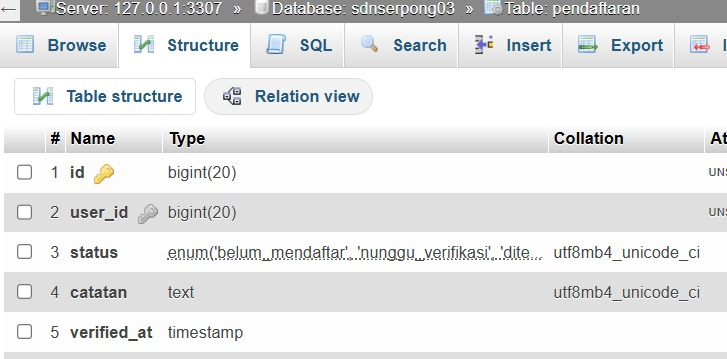 Server: 127.0.0.1:3307 » Database: sdnserpong03 » Table: pendaftaran
Browse Structure SQL Search Insert Export
Table structure Relation view
# Name Type Collation At
1 id bigint(20) UNS
2 user_id bigint(20) UNS
3 status enum('belum_mendaftar', 'nunggu_verifikasi', 'dite... utf8mb4_unicode_ci
4 catatan text utf8mb4_unicode_ci
5 verified_at timestamp